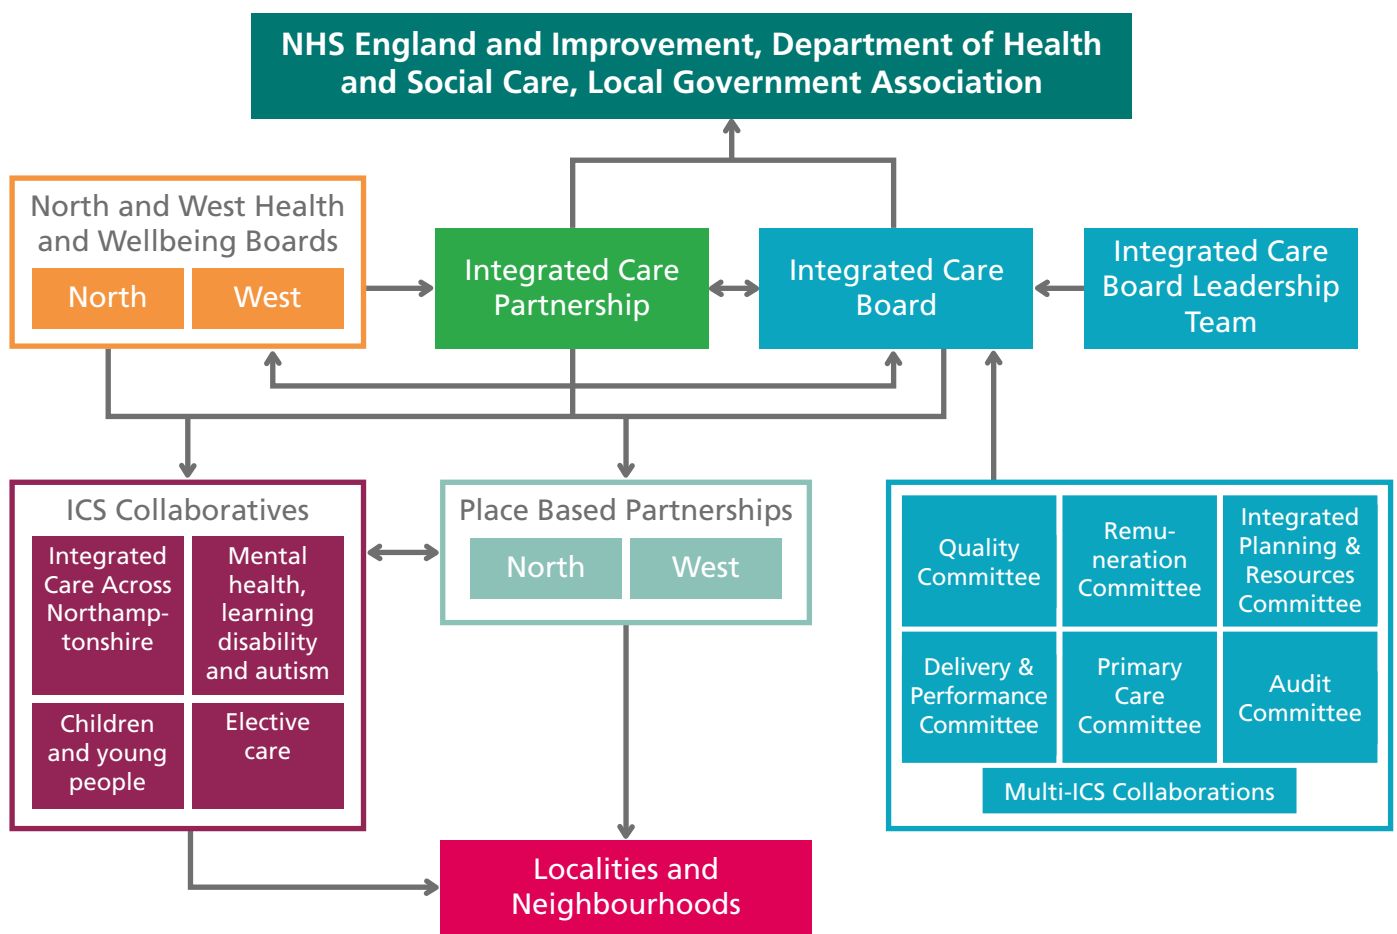 NHS England and Improvement, Department of Health
and Social Care, Local Government Association
North and West Health
and Wellbeing Boards
North
West
Integrated Care
Partnership
Integrated Care
Board
Integrated Care
Board Leadership
Team
ICS Collaboratives
Integrated
Care Across
Northamp-
tonshire
Mental
health,
learning
disability
and autism
Children
and young
people
Elective
care
Place Based Partnerships
North
West
Quality
Committee
Remu-
neration
Committee
Integrated
Planning &
Resources
Committee
Delivery &
Performance
Committee
Primary
Care
Committee
Audit
Committee
Multi-ICS Collaborations
Localities and
Neighbourhoods